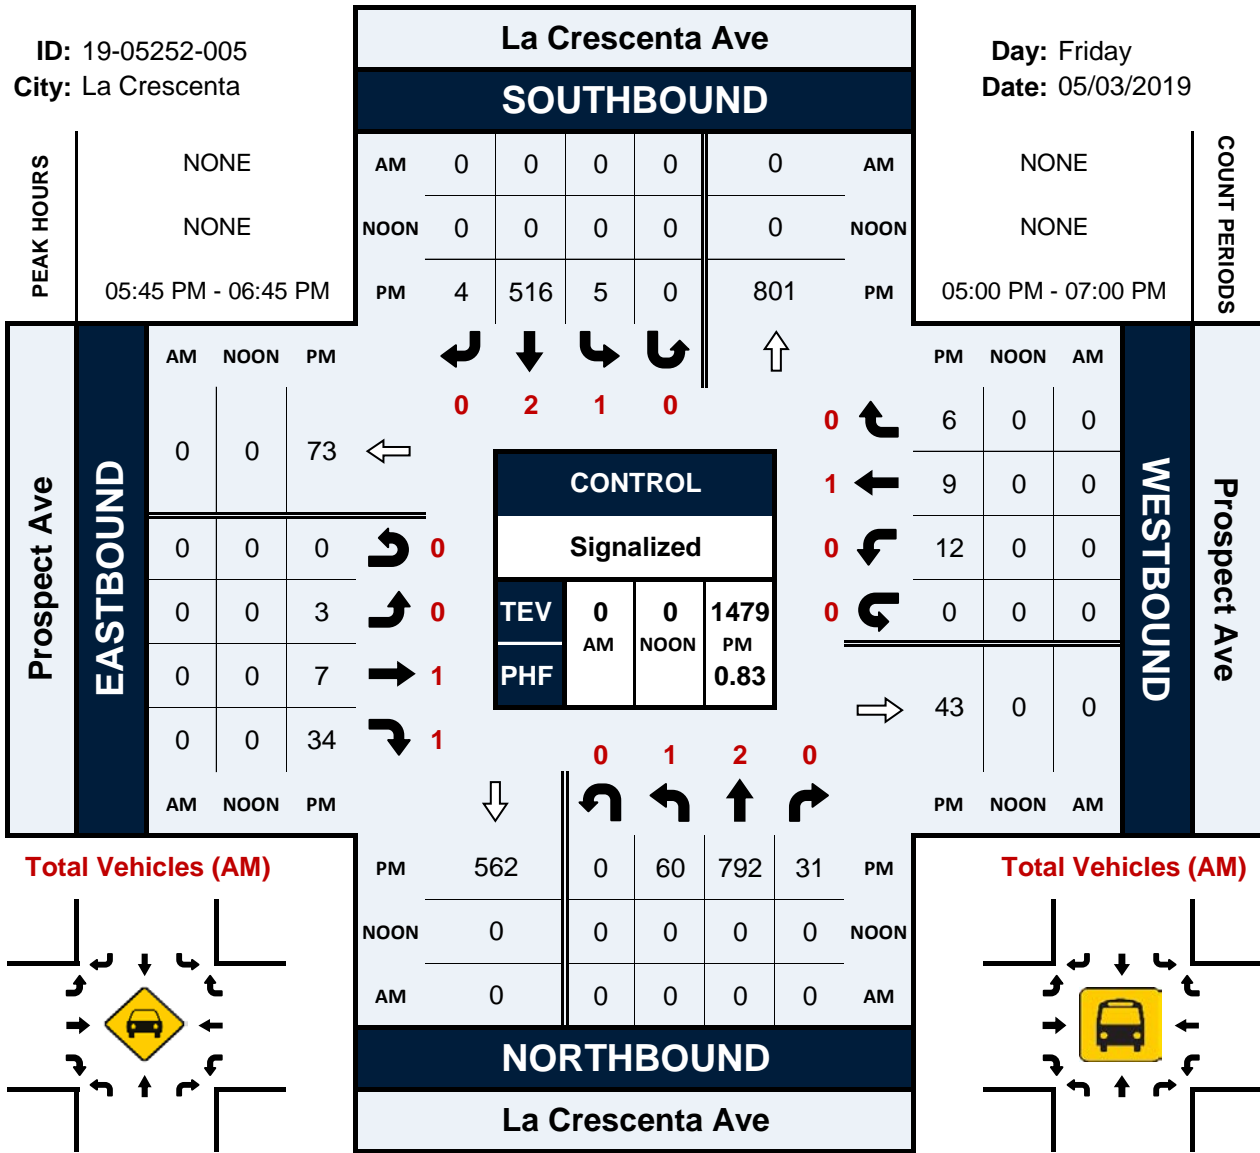 ID: 19-05252-005
City: La Crescenta
La Crescenta Ave
SOUTHBOUND
Day: Friday
Date: 05/03/2019
PEAK HOURS
NONE
NONE
05:45 PM - 06:45 PM
AM 0 0 0 0 0 AM
NOON 0 0 0 0 0 NOON
PM 4 516 5 0 801 PM
NONE
NONE
05:00 PM - 07:00 PM
COUNT PERIODS
0 2 1 0
Prospect Ave
EASTBOUND
AM NOON PM
0 0 73
0 0 0 0
0 0 3 0
0 0 7 1
0 0 34 1
AM NOON PM
CONTROL
Signalized
TEV 0 0 1479
AM NOON PM
PHF 0.83
PM NOON AM
0 6 0 0
1 9 0 0
0 12 0 0
0 0 0 0
43 0 0
PM NOON AM
WESTBOUND
Prospect Ave
0 1 2 0
PM 562 0 60 792 31 PM
NOON 0 0 0 0 0 NOON
AM 0 0 0 0 0 AM
NORTHBOUND
La Crescenta Ave
Total Vehicles (AM)
Total Vehicles (AM)